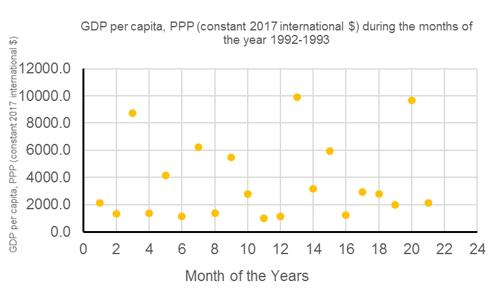 GDP per capita, PPP (constant 2017 international $) during the months of
the year 1992-1993
GDP per capita, PPP (constant 2017 international $)
12000.0
10000.0
8000.0
6000.0
4000.0
2000.0
0.0
0 2 4 6 8 10 12 14 16 18 20 22 24
Month of the Years